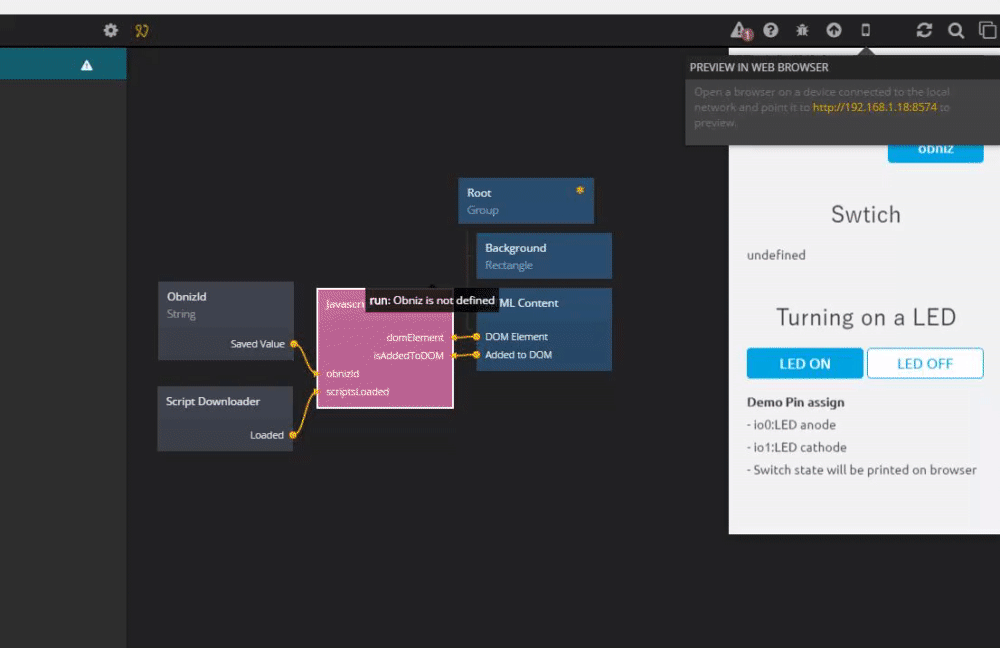 1
PREVIEW IN WEB BROWSER
Open a browser on a device connected to the local
network and point it to http://192.168.1.18:8574 to
preview.
obniz
Swtich
undefined
Turning on a LED
LED ON
LED OFF
Demo Pin assign
- io0:LED anode
- io1:LED cathode
- Switch state will be printed on browser
Root
Group
Background
Rectangle
ML Content
DOM Element
Added to DOM
ObnizId
String
Saved Value
Javascri
run: Obniz is not defined
domElement
isAddedToDOM
obnizId
scriptsLoaded
Script Downloader
Loaded